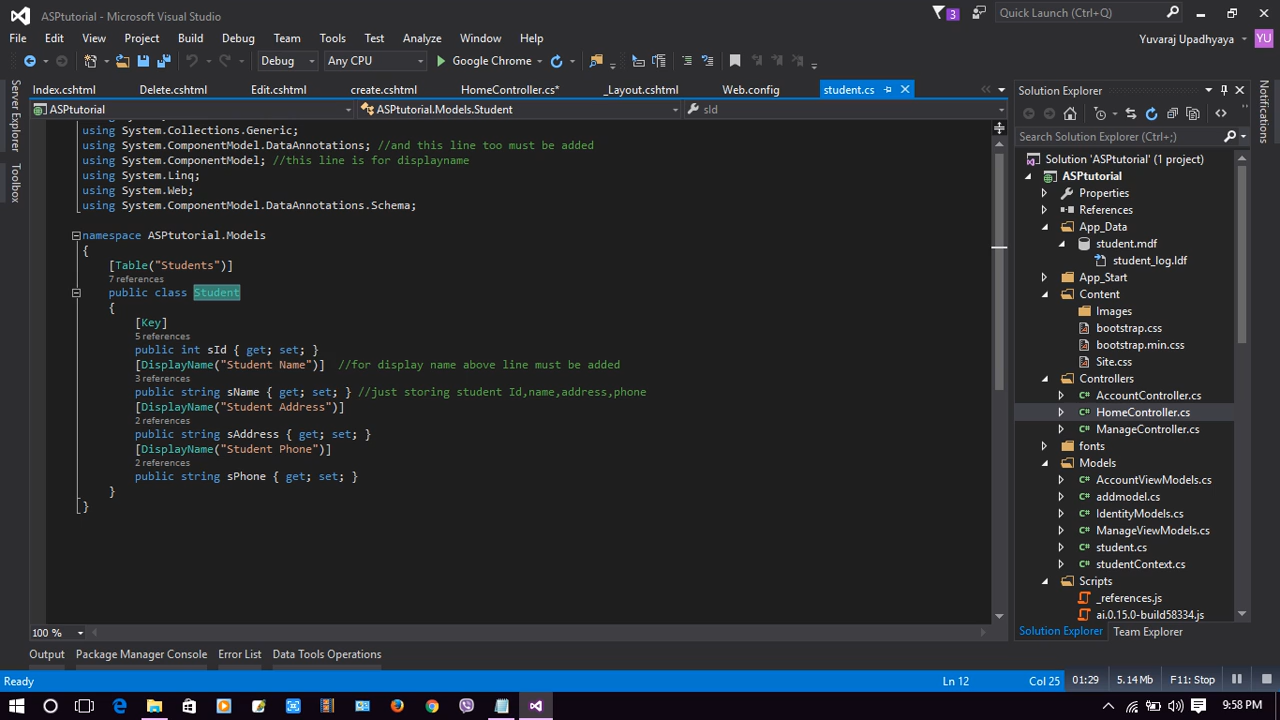 ASPtutorial - Microsoft Visual Studio
3
Quick Launch (Ctrl+Q)
File Edit View Project Build Debug Team Tools Test Analyze Window Help
Yuvaraj Upadhyaya
YU
Debug
Any CPU
Google Chrome
Index.cshtml
Delete.cshtml
Edit.cshtml
create.cshtml
HomeController.cs*
_Layout.cshtml
Web.config
student.cs
ASPtutorial
ASPtutorial.Models.Student
sId
Server Explorer
Toolbox
using System.Collections.Generic;
using System.ComponentModel.DataAnnotations; //and this line too must be added
using System.ComponentModel; //this line is for displayname
using System.Linq;
using System.Web;
using System.ComponentModel.DataAnnotations.Schema;
namespace ASPtutorial.Models
{
[Table("Students")]
7 references
public class Student
{
[Key]
5 references
public int sId { get; set; }
[DisplayName("Student Name")] //for display name above line must be added
3 references
public string sName { get; set; } //just storing student Id,name,address,phone
[DisplayName("Student Address")]
2 references
public string sAddress { get; set; }
[DisplayName("Student Phone")]
2 references
public string sPhone { get; set; }
}
}
100 %
Solution Explorer
Search Solution Explorer (Ctrl+;)
Solution 'ASPtutorial' (1 project)
ASPtutorial
Properties
References
App_Data
student.mdf
student_log.ldf
App_Start
Content
Images
bootstrap.css
bootstrap.min.css
Site.css
Controllers
AccountController.cs
HomeController.cs
ManageController.cs
fonts
Models
AccountViewModels.cs
addmodel.cs
IdentityModels.cs
ManageViewModels.cs
student.cs
studentContext.cs
Scripts
_references.js
ai.0.15.0-build58334.js
Solution Explorer
Team Explorer
Notifications
Properties
Output
Package Manager Console
Error List
Data Tools Operations
Ready
Ln 12
Col 25
01:29
5.14 Mb
F11: Stop
9:58 PM